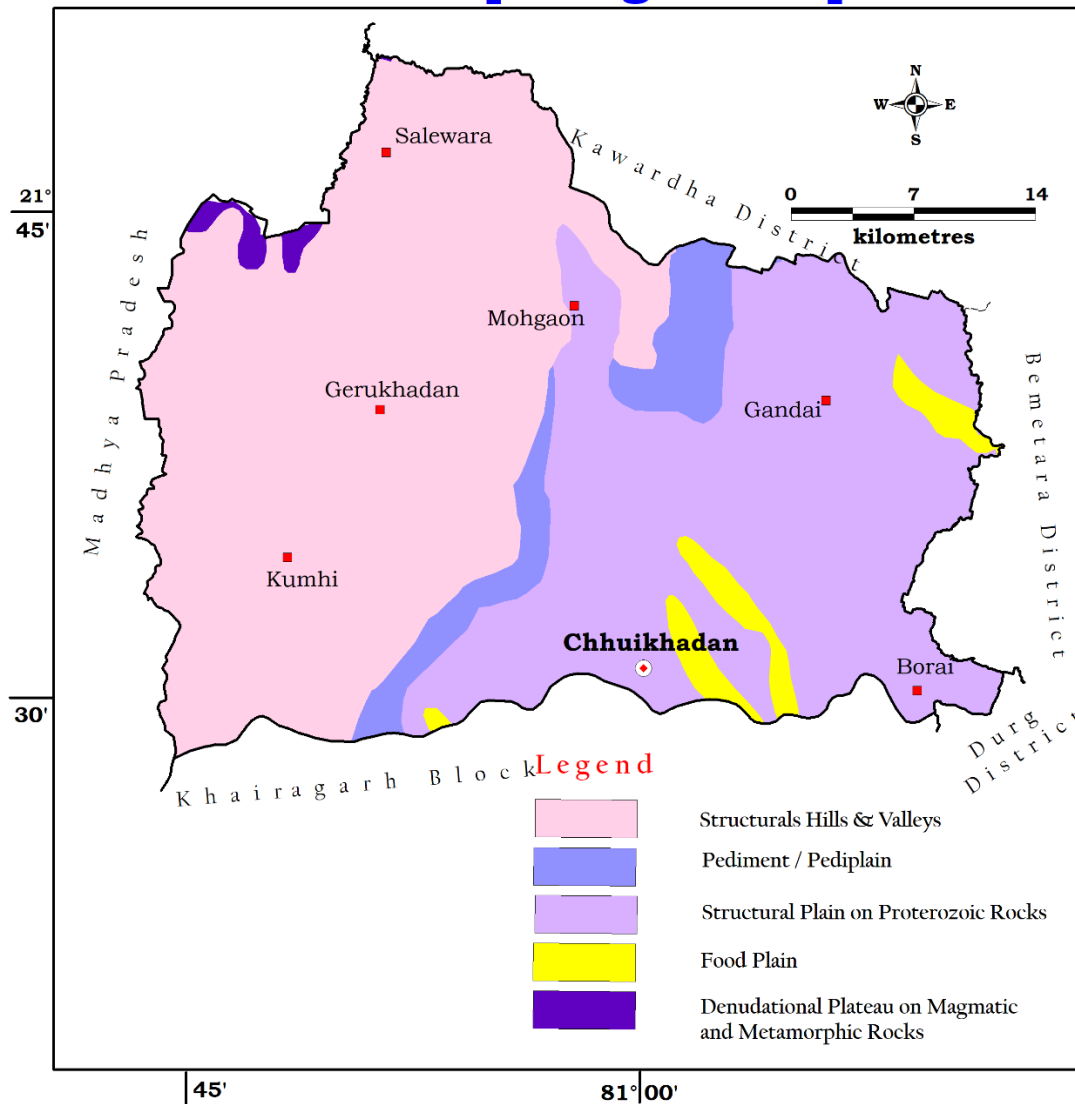 N
W E
S
Salewara
Kawardha District
0 7 14
kilometres
21°
45'
Madhya Pradesh
Mohgaon
Gerukhadan
Gandai
Bemetara District
Kumhi
Chhuikhadan
Borai
30'
Durg
District
Khairagarh Block
Legend
Structurals Hills & Valleys
Pediment / Pediplain
Structural Plain on Proterozoic Rocks
Food Plain
Denudational Plateau on Magmatic
and Metamorphic Rocks
45'
81°00'